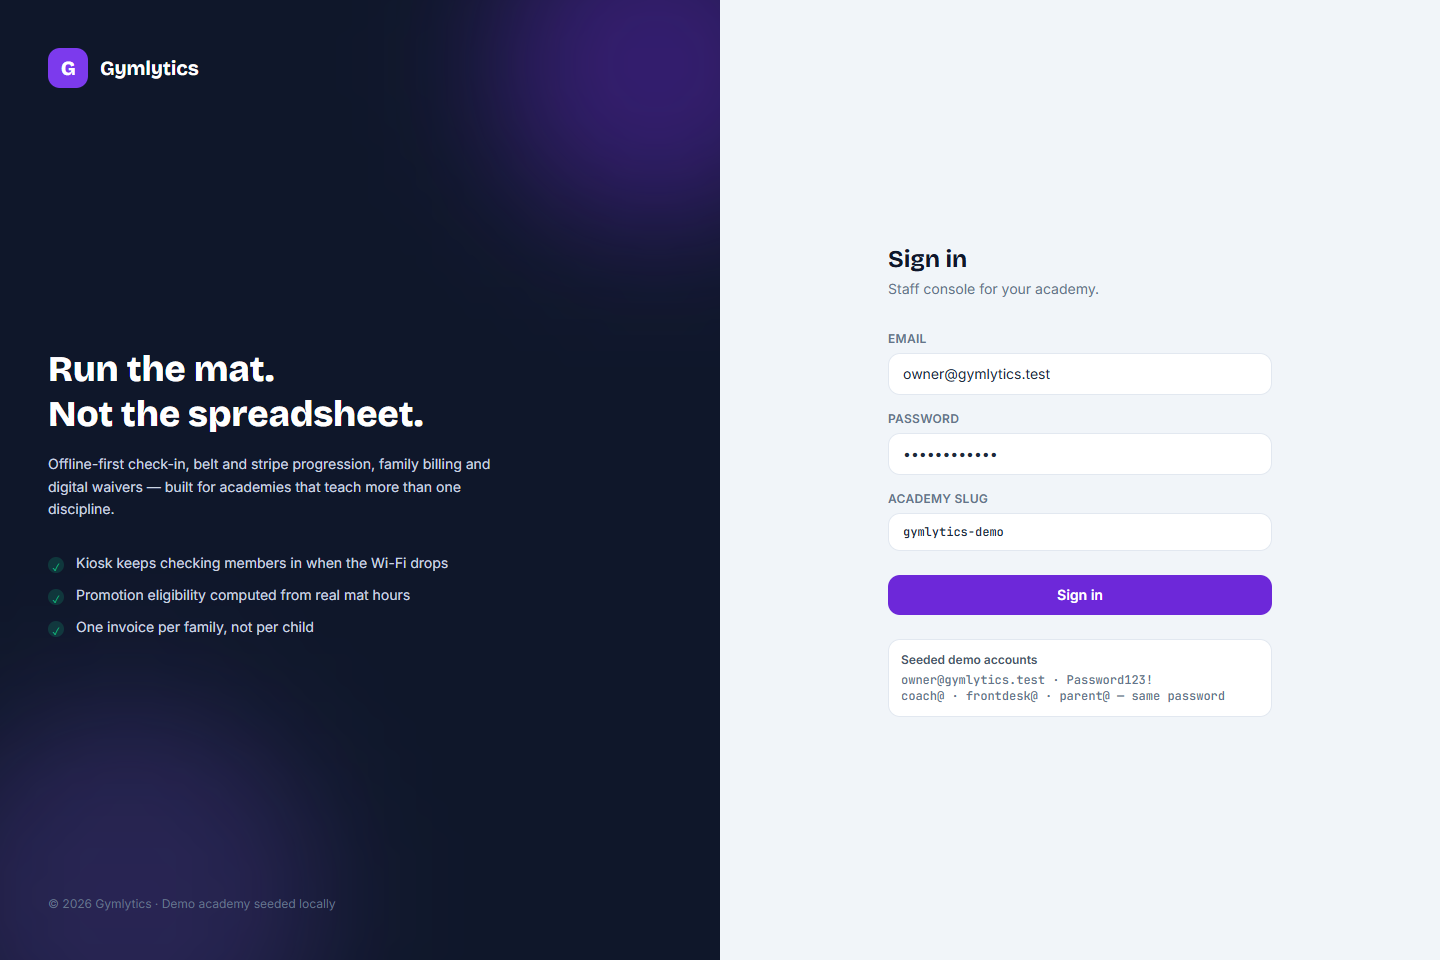 G Gymlytics
Run the mat.
Not the spreadsheet.
Offline-first check-in, belt and stripe progression, family billing and
digital waivers — built for academies that teach more than one
discipline.
✓ Kiosk keeps checking members in when the Wi-Fi drops
✓ Promotion eligibility computed from real mat hours
✓ One invoice per family, not per child
© 2026 Gymlytics · Demo academy seeded locally
Sign in
Staff console for your academy.
EMAIL
owner@gymlytics.test
PASSWORD
••••••••••••
ACADEMY SLUG
gymlytics-demo
Sign in
Seeded demo accounts
owner@gymlytics.test · Password123!
coach@ · frontdesk@ · parent@ — same password